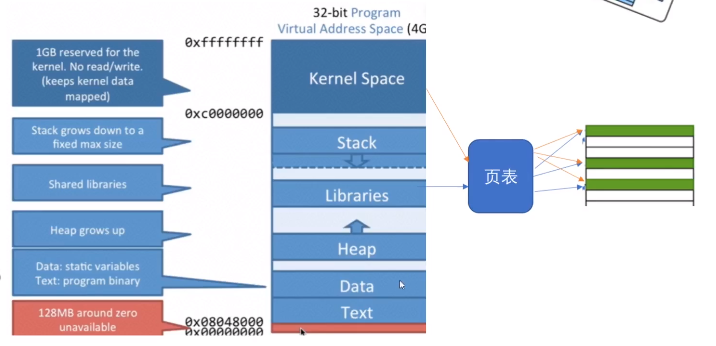 32-bit Program
Virtual Address Space (4G
1GB reserved for the
kernel. No read/write.
(keeps kernel data
mapped)
0xffffffff
Kernel Space
0xc0000000
Stack grows down to a
fixed max size
Stack
Shared libraries
Libraries
Heap grows up
Heap
Data: static variables
Text: program binary
Data
Text
128MB around zero
unavailable
0x08048000
0x00000000
页表